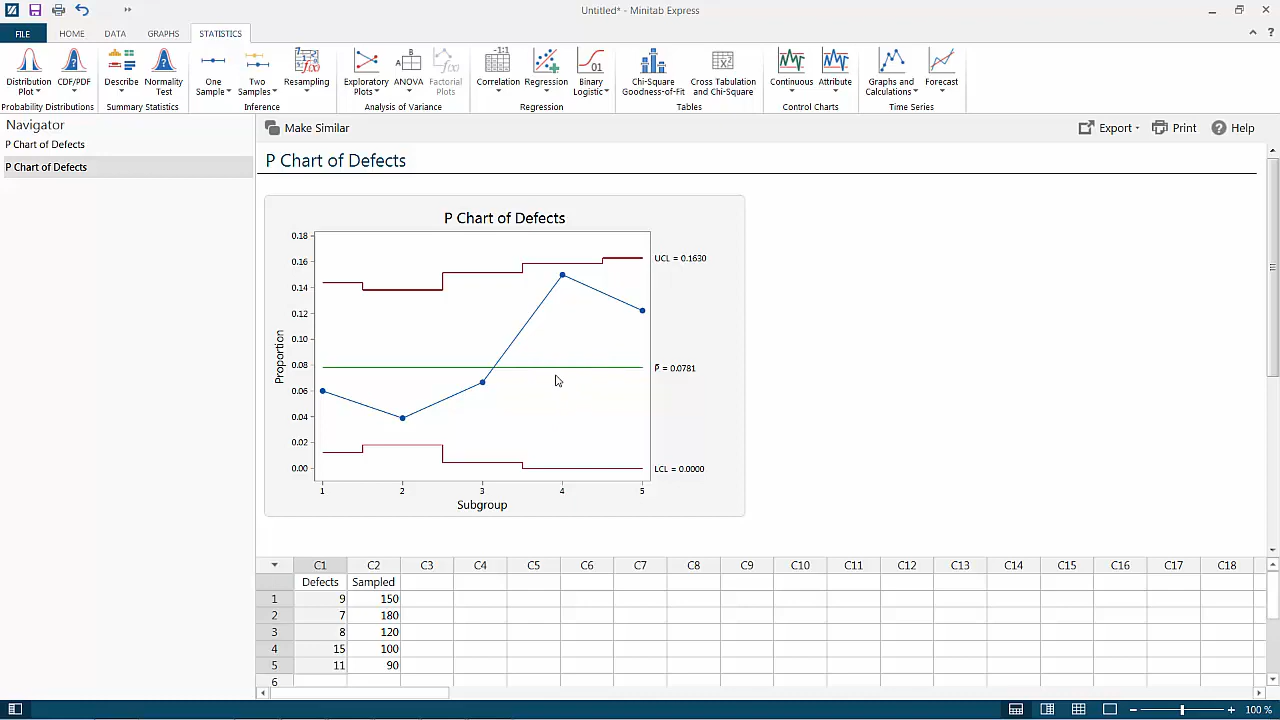 Untitled* - Minitab Express
FILE HOME DATA GRAPHS STATISTICS
Distribution Plot CDF/PDF Describe Normality Test One Sample Two Samples Resampling Exploratory Plots ANOVA Factorial Plots Correlation Regression Binary Logistic Chi-Square Goodness-of-Fit Cross Tabulation and Chi-Square Continuous Attribute Graphs and Calculations Forecast
Probability Distributions Summary Statistics Inference Analysis of Variance Regression Tables Control Charts Time Series
Navigator
P Chart of Defects
P Chart of Defects
Make Similar Export Print Help
P Chart of Defects
P Chart of Defects
0.18
0.16
0.14
0.12
0.10
0.08
0.06
0.04
0.02
0.00
Proportion
UCL = 0.1630
P̄ = 0.0781
LCL = 0.0000
1 2 3 4 5
Subgroup
C1 C2 C3 C4 C5 C6 C7 C8 C9 C10 C11 C12 C13 C14 C15 C16 C17 C18
Defects Sampled
1 9 150
2 7 180
3 8 120
4 15 100
5 11 90
6
100 %